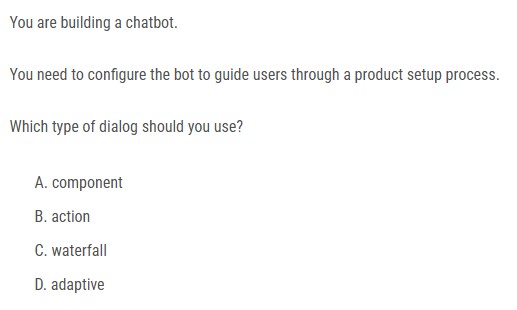 You are building a chatbot.
You need to configure the bot to guide users through a product setup process.
Which type of dialog should you use?
A. component
B. action
C. waterfall
D. adaptive